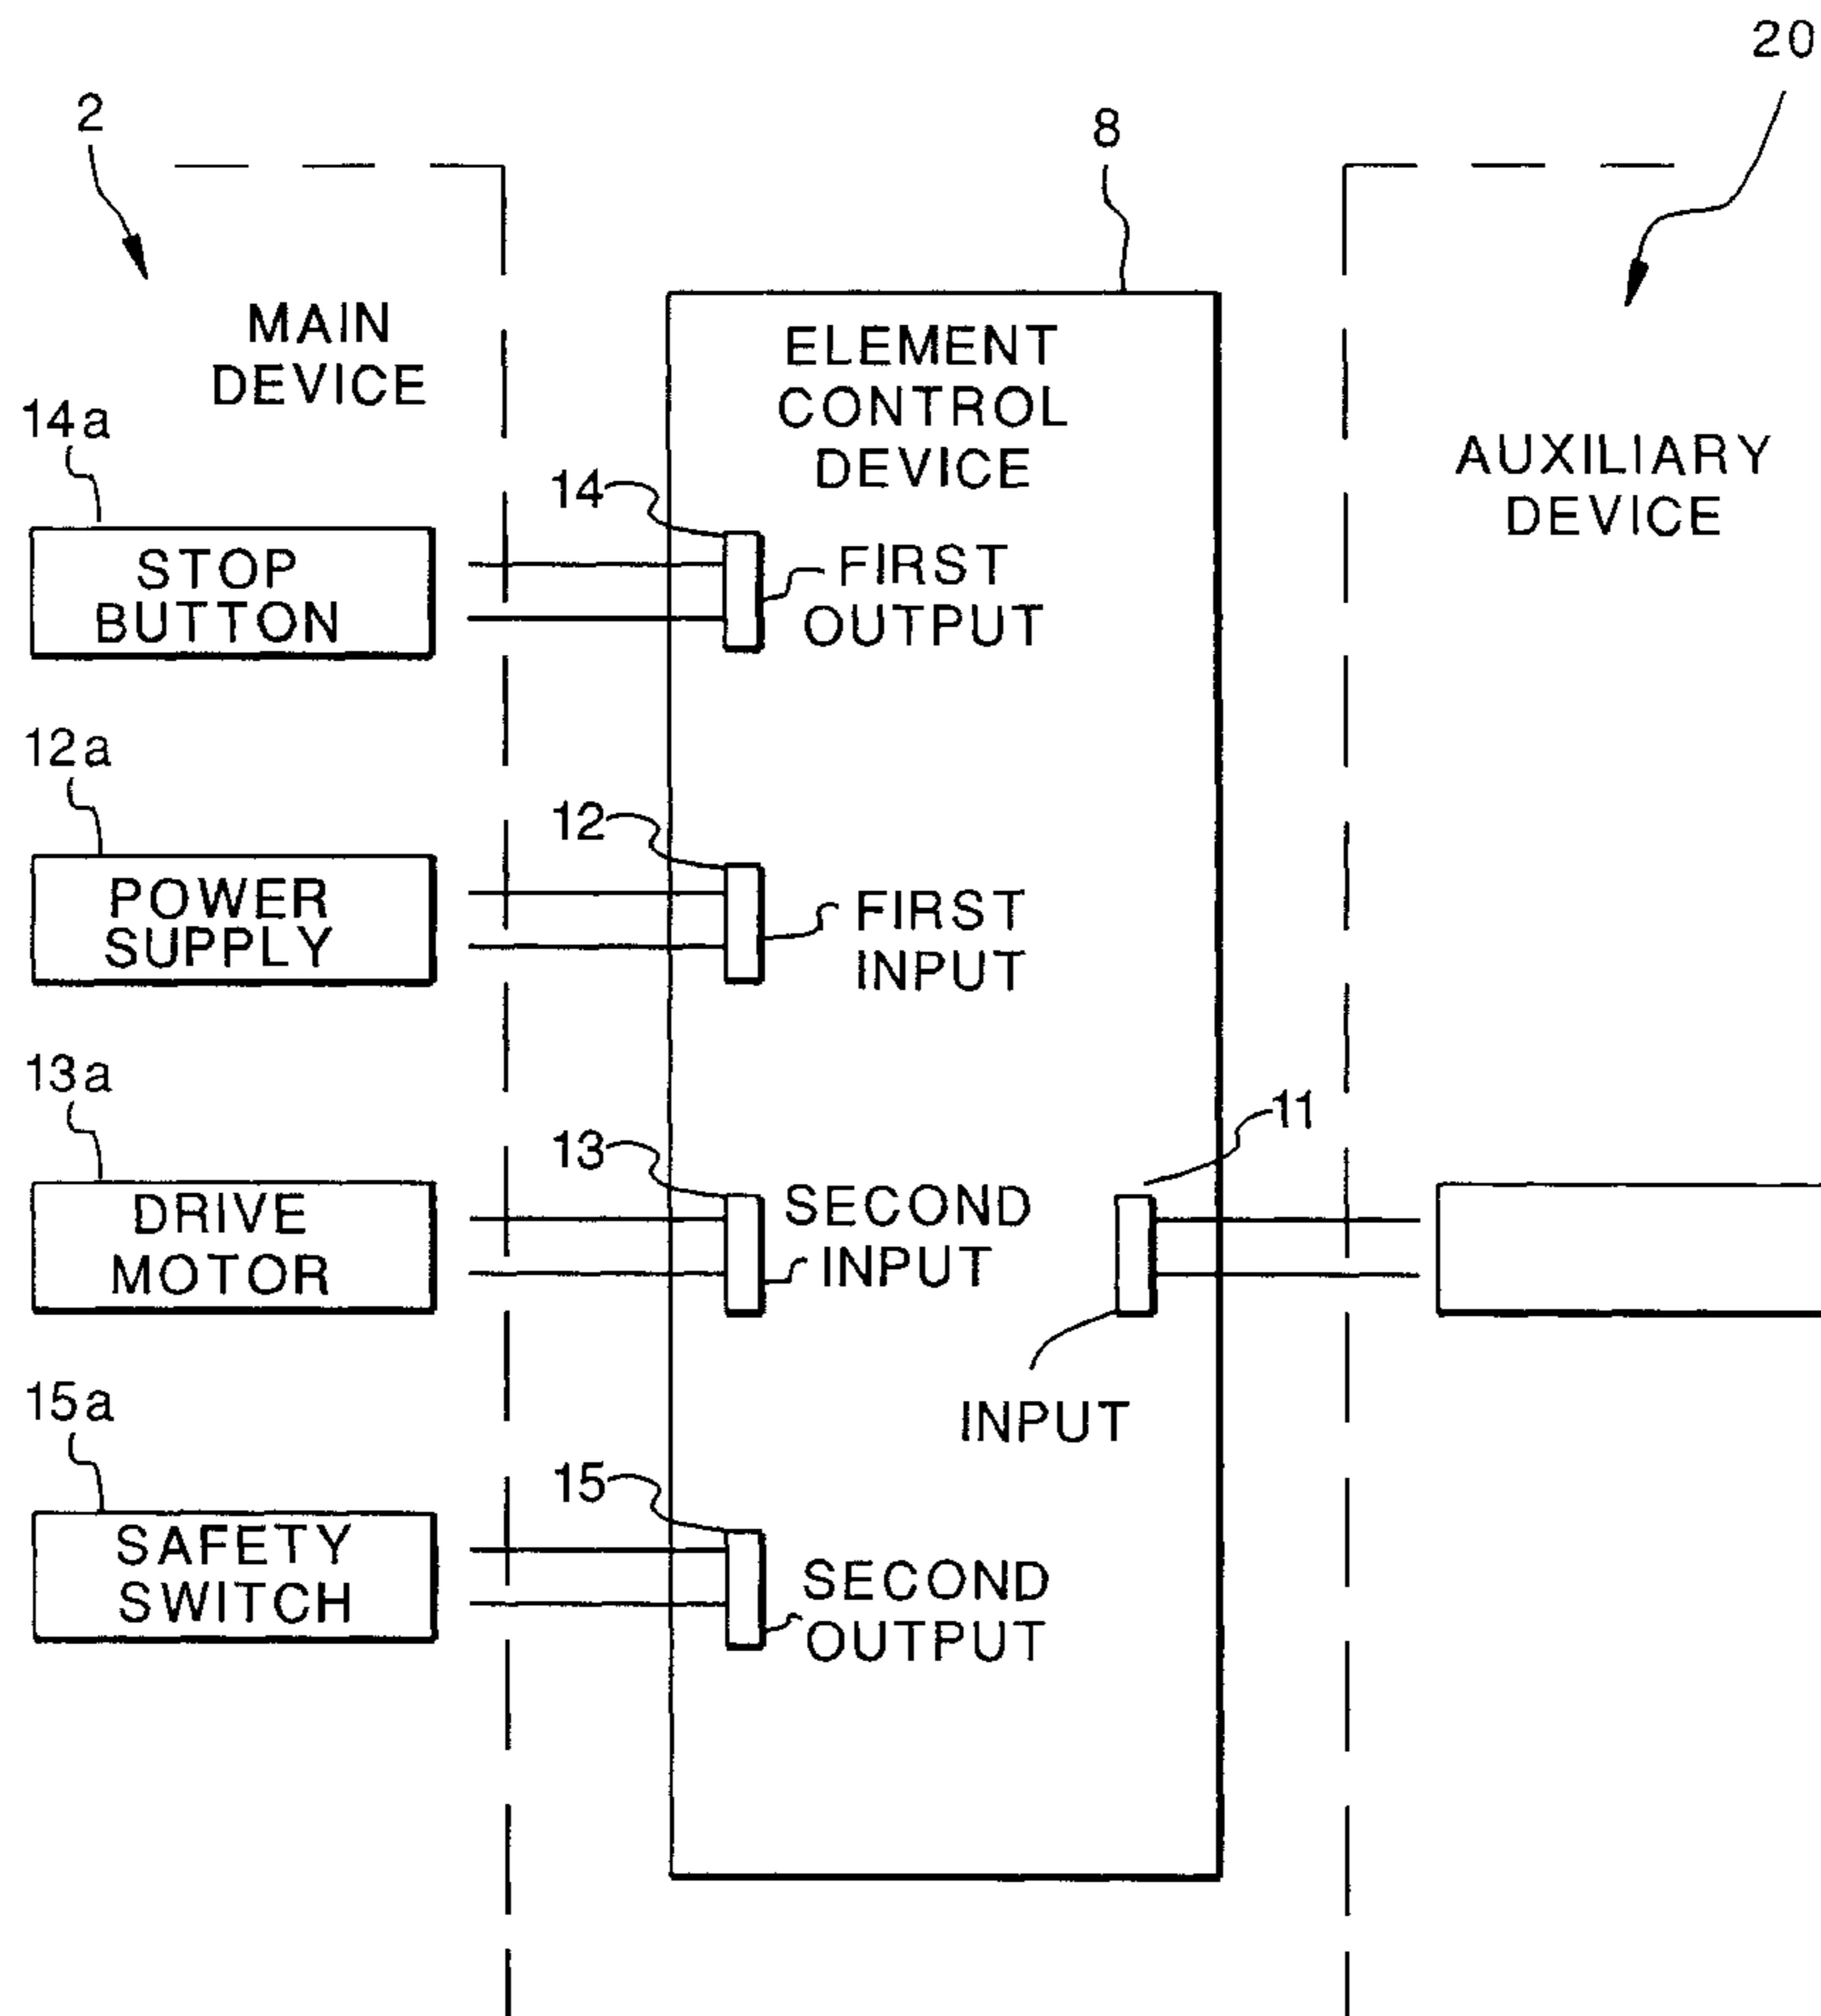 20
2
8
MAIN
DEVICE
ELEMENT
CONTROL
DEVICE
AUXILIARY
DEVICE
14a
14
STOP
BUTTON
FIRST
OUTPUT
12a
12
POWER
SUPPLY
FIRST
INPUT
13a
13
11
DRIVE
MOTOR
SECOND
INPUT
INPUT
15a
15
SAFETY
SWITCH
SECOND
OUTPUT